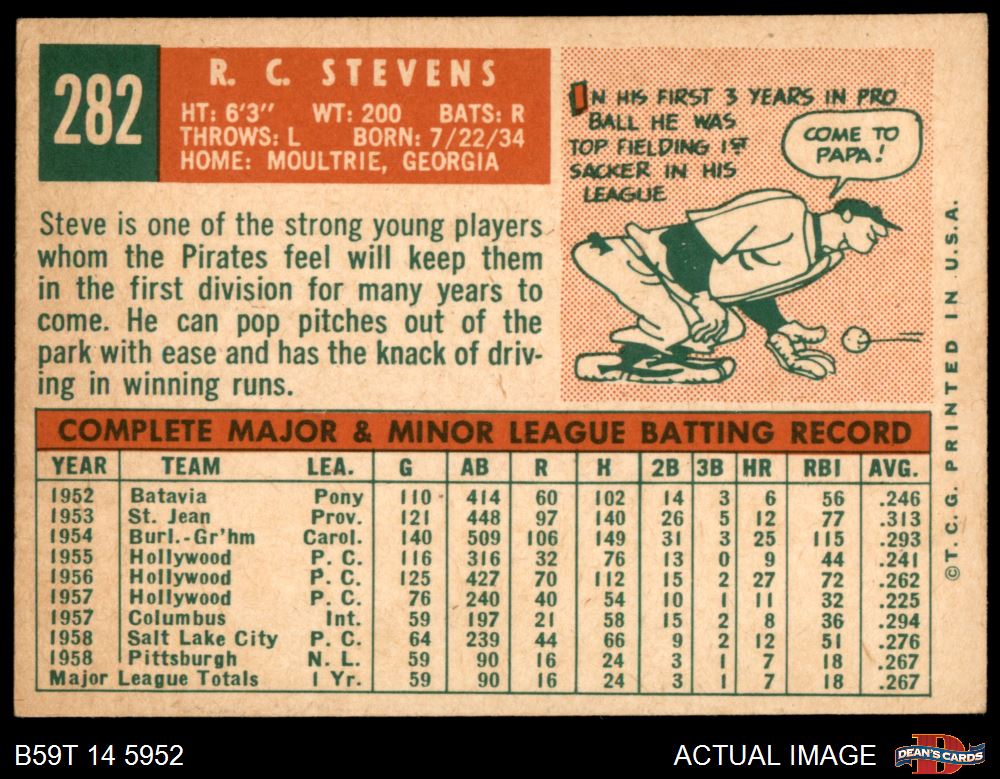 282
R. C. STEVENS
HT: 6'3" WT: 200 BATS: R
THROWS: L BORN: 7/22/34
HOME: MOULTRIE, GEORGIA
Steve is one of the strong young players
whom the Pirates feel will keep them
in the first division for many years to
come. He can pop pitches out of the
park with ease and has the knack of driv-
ing in winning runs.
IN HIS FIRST 3 YEARS IN PRO
BALL HE WAS
TOP FIELDING 1ST
SACKER IN HIS
LEAGUE
COME TO
PAPA!
COMPLETE MAJOR & MINOR LEAGUE BATTING RECORD
YEAR TEAM LEA. G AB R H 2B 3B HR RBI AVG.
1952 Batavia Pony 110 414 60 102 14 3 6 56 .246
1953 St. Jean Prov. 121 448 97 140 26 5 12 77 .313
1954 Burl.-Gr'hm Carol. 140 509 106 149 31 3 25 115 .293
1955 Hollywood P. C. 116 316 32 76 13 0 9 44 .241
1956 Hollywood P. C. 125 427 70 112 15 2 27 72 .262
1957 Hollywood P. C. 76 240 40 54 10 1 11 32 .225
1957 Columbus Int. 59 197 21 58 15 2 8 36 .294
1958 Salt Lake City P. C. 64 239 44 66 9 2 12 51 .276
1958 Pittsburgh N. L. 59 90 16 24 3 1 7 18 .267
Major League Totals 1 Yr. 59 90 16 24 3 1 7 18 .267
© T. C. G. PRINTED IN U.S.A.
B59T 14 5952
ACTUAL IMAGE
DEAN'S CARDS